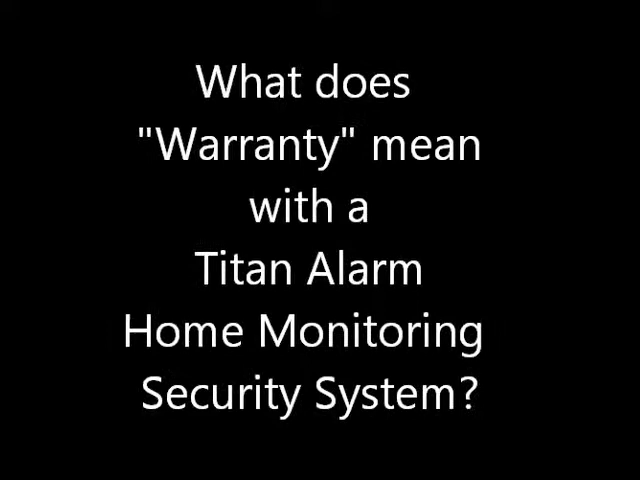 What does
"Warranty" mean
with a
Titan Alarm
Home Monitoring
Security System?